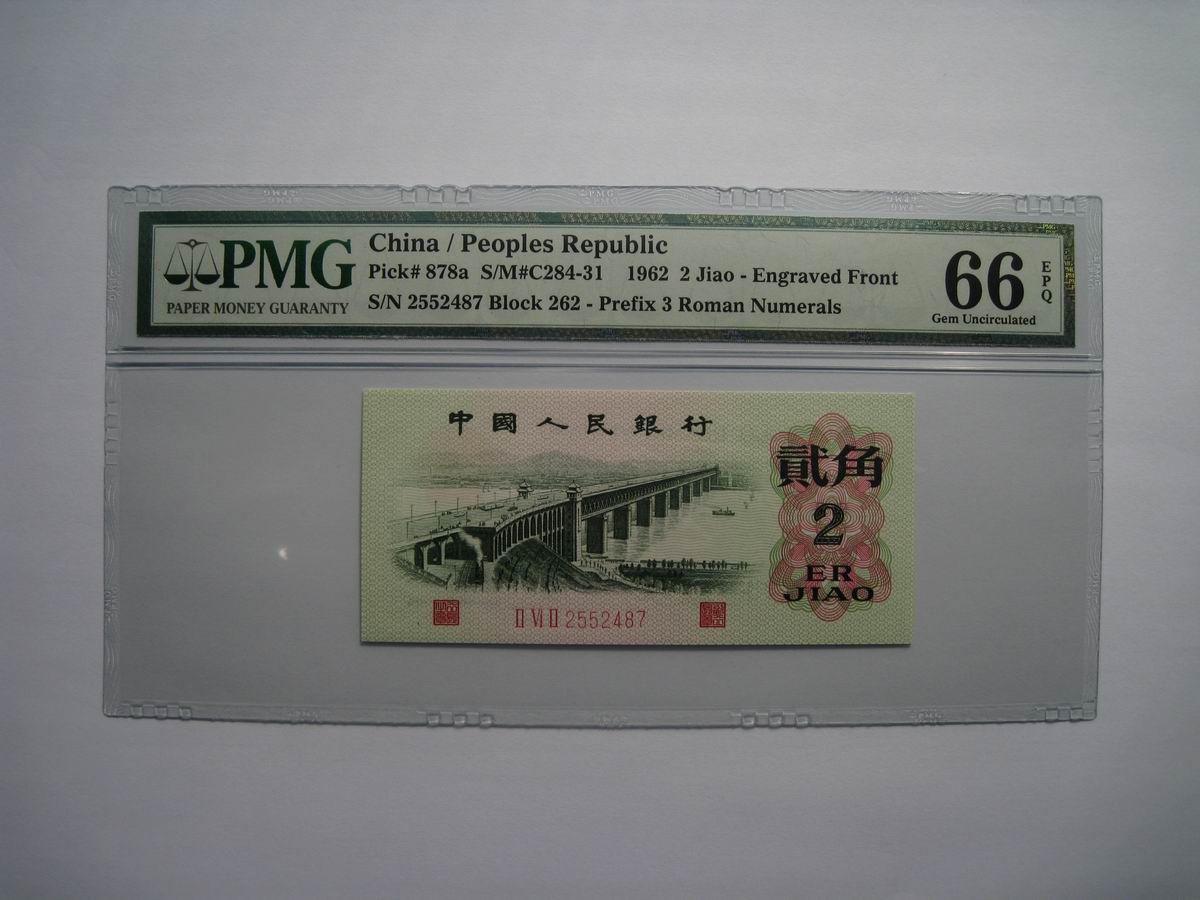 PMG
PAPER MONEY GUARANTY
China / Peoples Republic
Pick# 878a S/M#C284-31 1962 2 Jiao - Engraved Front
S/N 2552487 Block 262 - Prefix 3 Roman Numerals
66
EPQ
Gem Uncirculated
中國人民銀行
貳角
2
ER
JIAO
II VI II 2552487